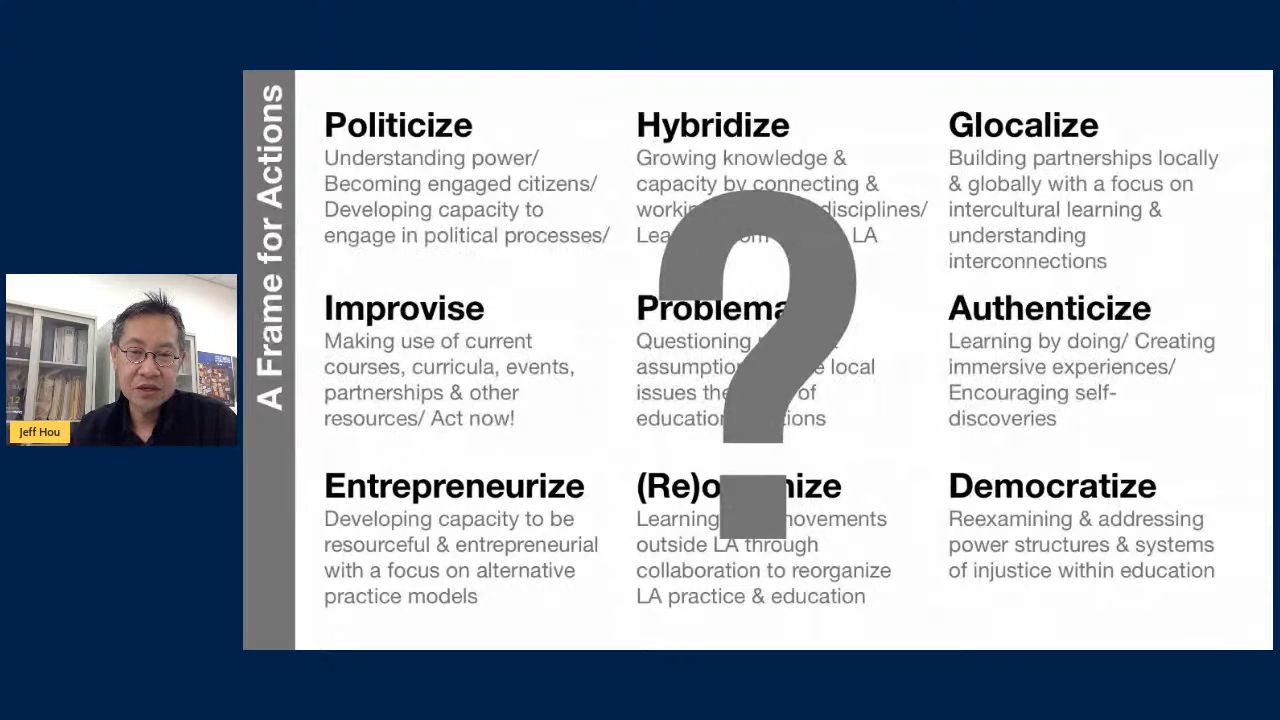 A Frame for Actions
Politicize
Understanding power/
Becoming engaged citizens/
Developing capacity to
engage in political processes/
Hybridize
Growing knowledge &
capacity by connecting &
disciplines/
LA
Glocalize
Building partnerships locally
& globally with a focus on
intercultural learning &
understanding
interconnections
Improvise
Making use of current
courses, curricula, events,
partnerships & other
resources/ Act now!
Questioning
local
issues
of
Authenticize
Learning by doing/ Creating
immersive experiences/
Encouraging self-
discoveries
Entrepreneurize
Developing capacity to be
resourceful & entrepreneurial
with a focus on alternative
practice models
Learning
outside LA through
collaboration to reorganize
LA practice & education
Democratize
Reexamining & addressing
power structures & systems
of injustice within education
?
Jeff Hou